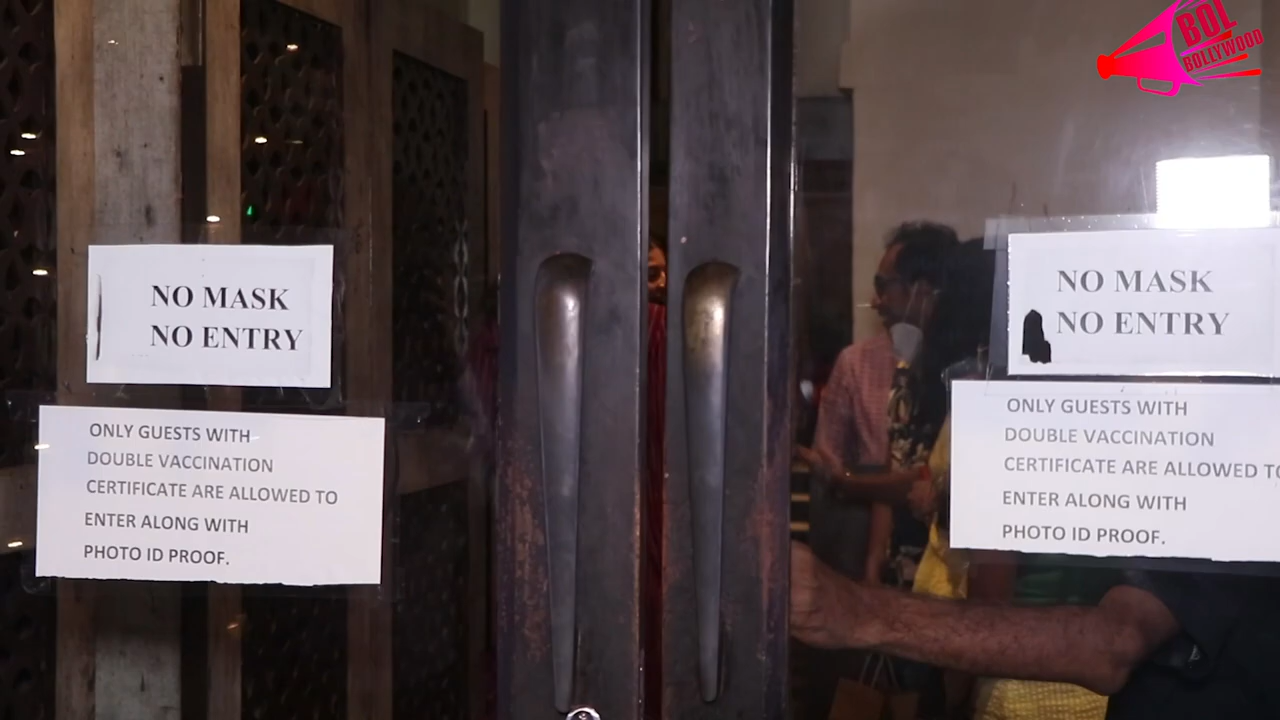 BOL
BOLLYWOOD
NO MASK
NO ENTRY
ONLY GUESTS WITH
DOUBLE VACCINATION
CERTIFICATE ARE ALLOWED TO
ENTER ALONG WITH
PHOTO ID PROOF.
NO MASK
NO ENTRY
ONLY GUESTS WITH
DOUBLE VACCINATION
CERTIFICATE ARE ALLOWED TO
ENTER ALONG WITH
PHOTO ID PROOF.